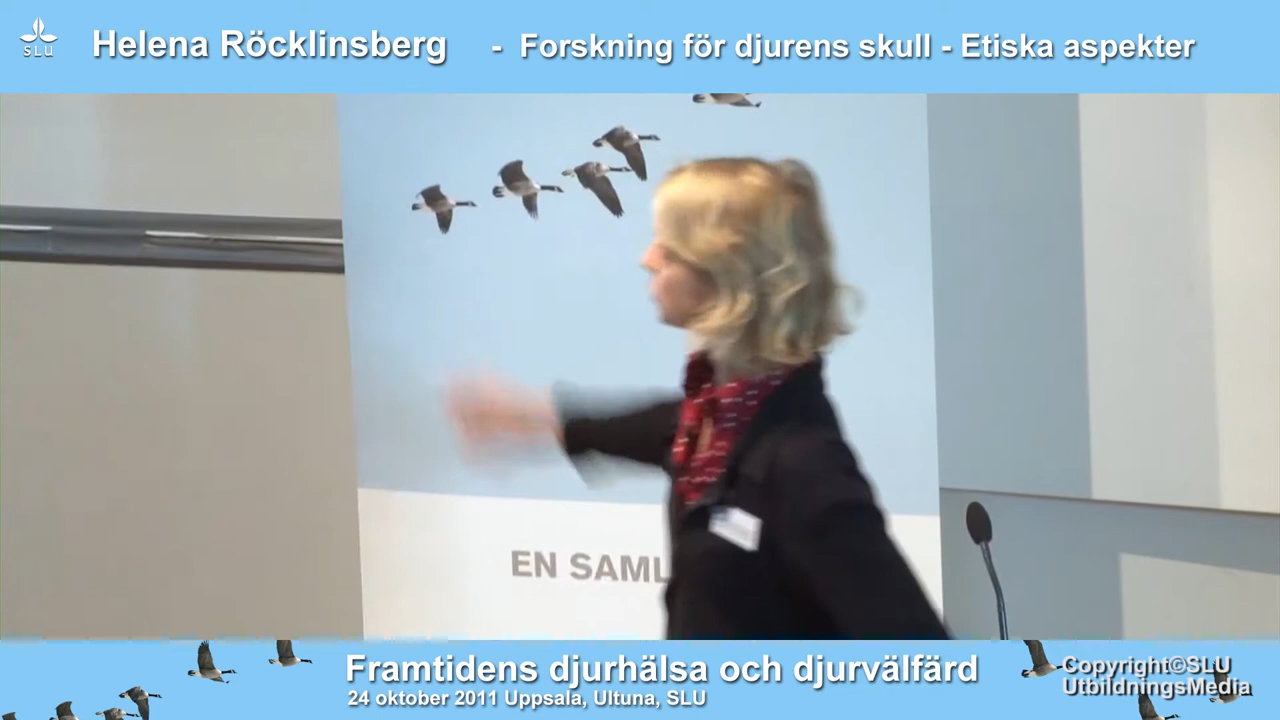 SLU
Helena Röcklinsberg - Forskning för djurens skull - Etiska aspekter
EN SAML
Framtidens djurhälsa och djurvälfärd
24 oktober 2011 Uppsala, Ultuna, SLU
Copyright©SLU
UtbildningsMedia